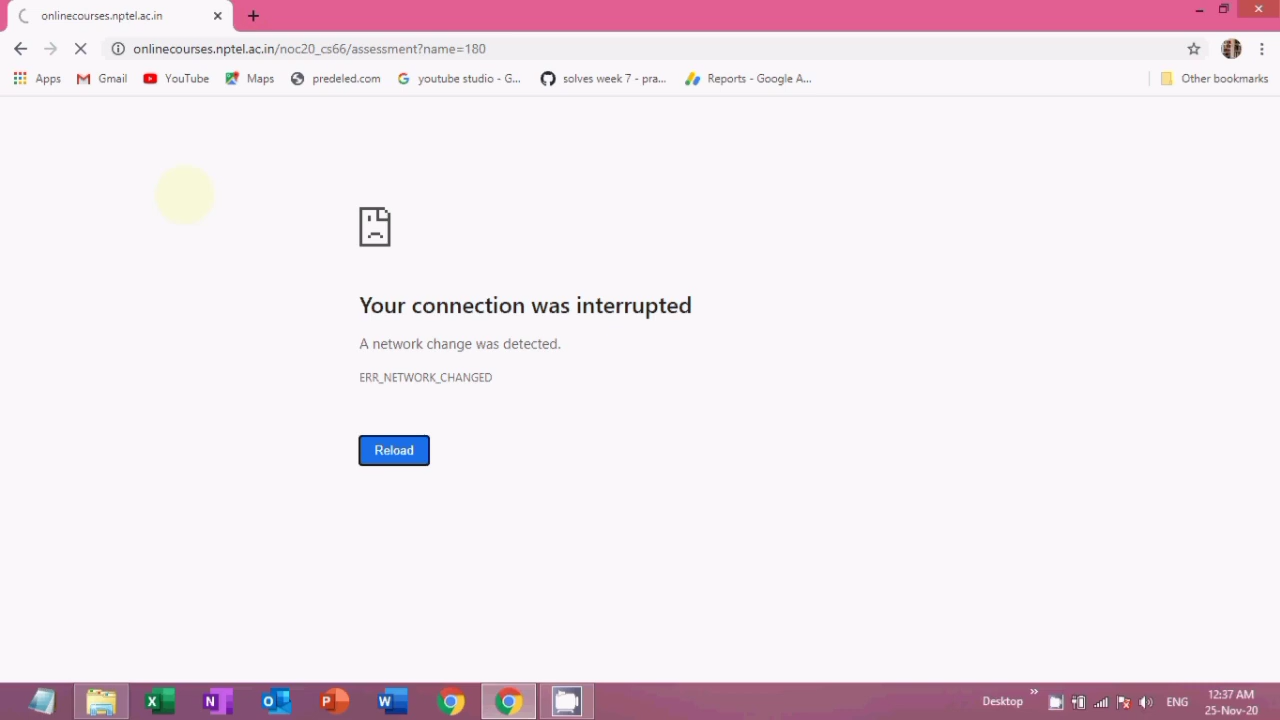 onlinecourses.nptel.ac.in
onlinecourses.nptel.ac.in/noc20_cs66/assessment?name=180
Apps Gmail YouTube Maps predeled.com youtube studio - G... solves week 7 - pra... Reports - Google A... Other bookmarks
Your connection was interrupted
A network change was detected.
ERR_NETWORK_CHANGED
Reload
Desktop ENG 12:37 AM
25-Nov-20